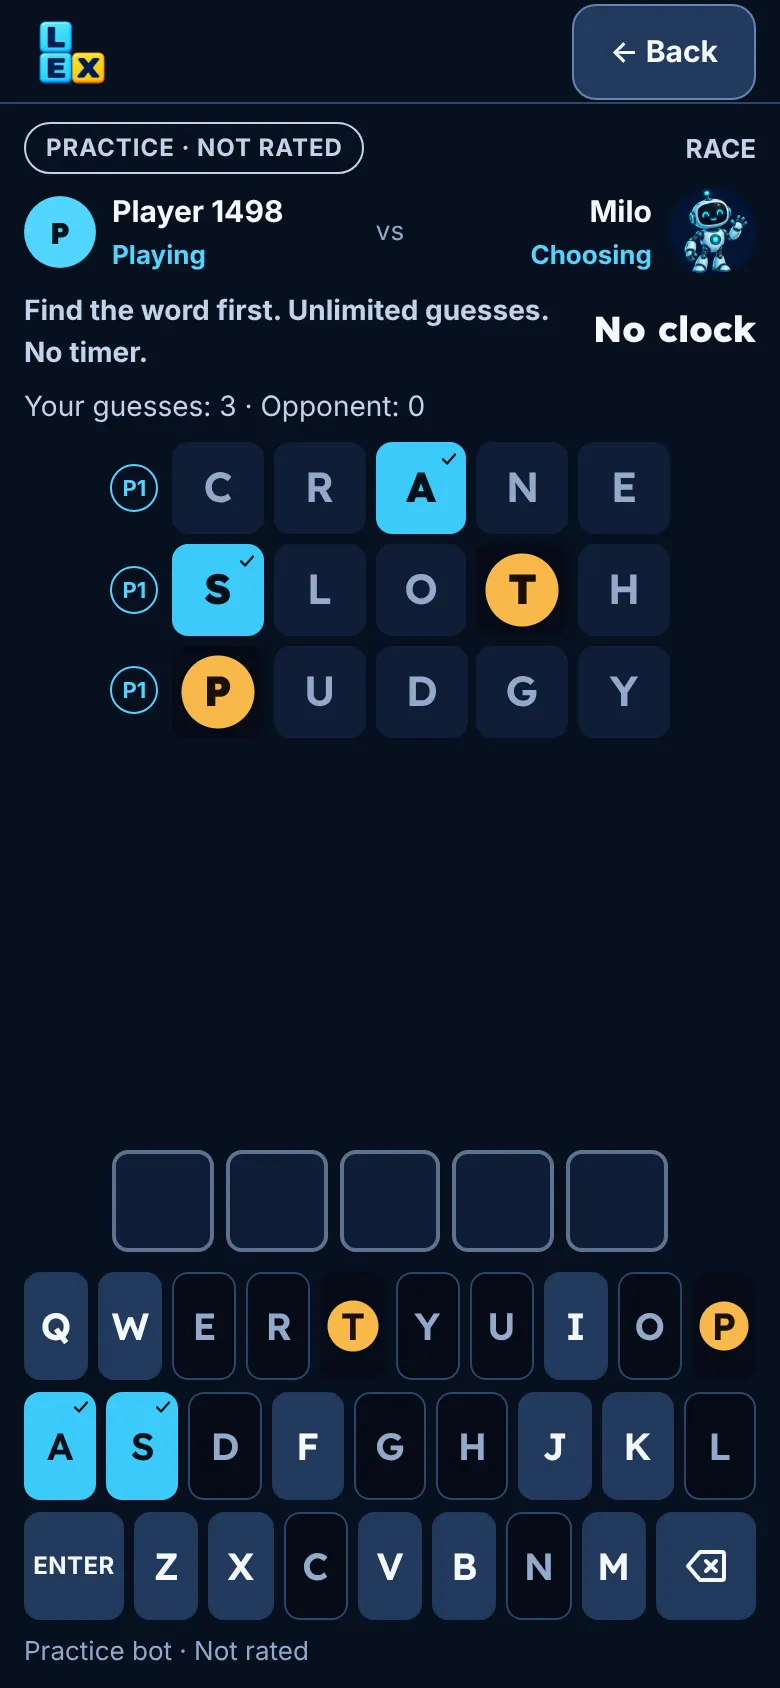 L
EX
← Back
PRACTICE · NOT RATED
RACE
P
Player 1498
Playing
vs
Milo
Choosing
Find the word first. Unlimited guesses.
No timer.
No clock
Your guesses: 3 · Opponent: 0
P1 C R A N E
P1 S L O T H
P1 P U D G Y
Q W E R T Y U I O P
A S D F G H J K L
ENTER Z X C V B N M
Practice bot · Not rated